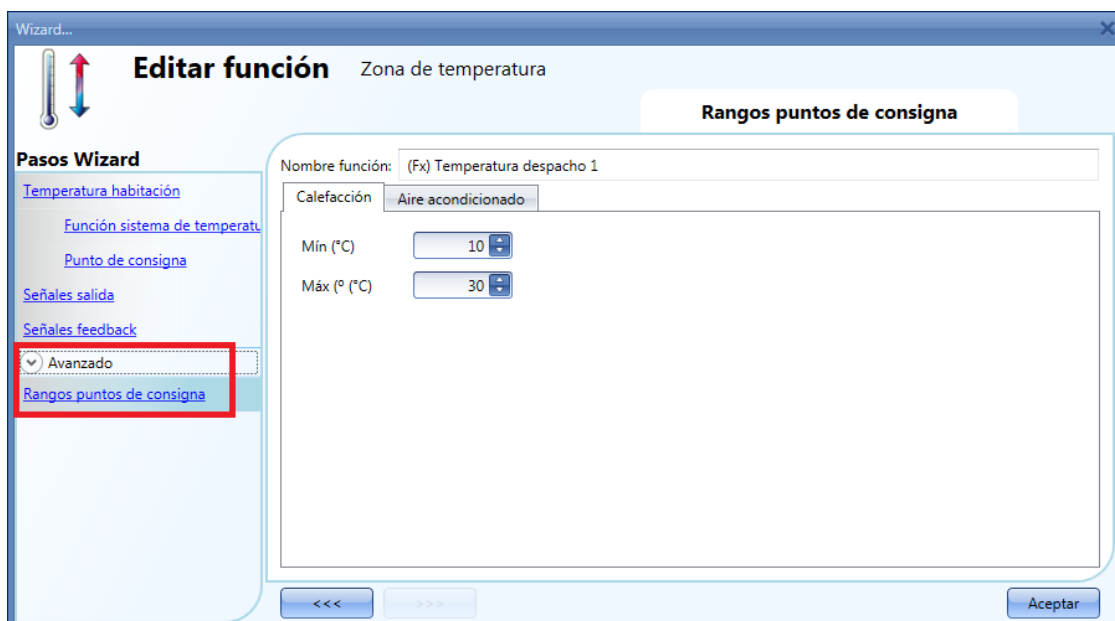 Wizard...
Editar función Zona de temperatura
Rangos puntos de consigna
Pasos Wizard
Temperatura habitación
Función sistema de temperatu
Punto de consigna
Señales salida
Señales feedback
Avanzado
Rangos puntos de consigna
Nombre función: (Fx) Temperatura despacho 1
Calefacción Aire acondicionado
Mín (°C) 10
Máx (º (°C) 30
<<< >>> Aceptar